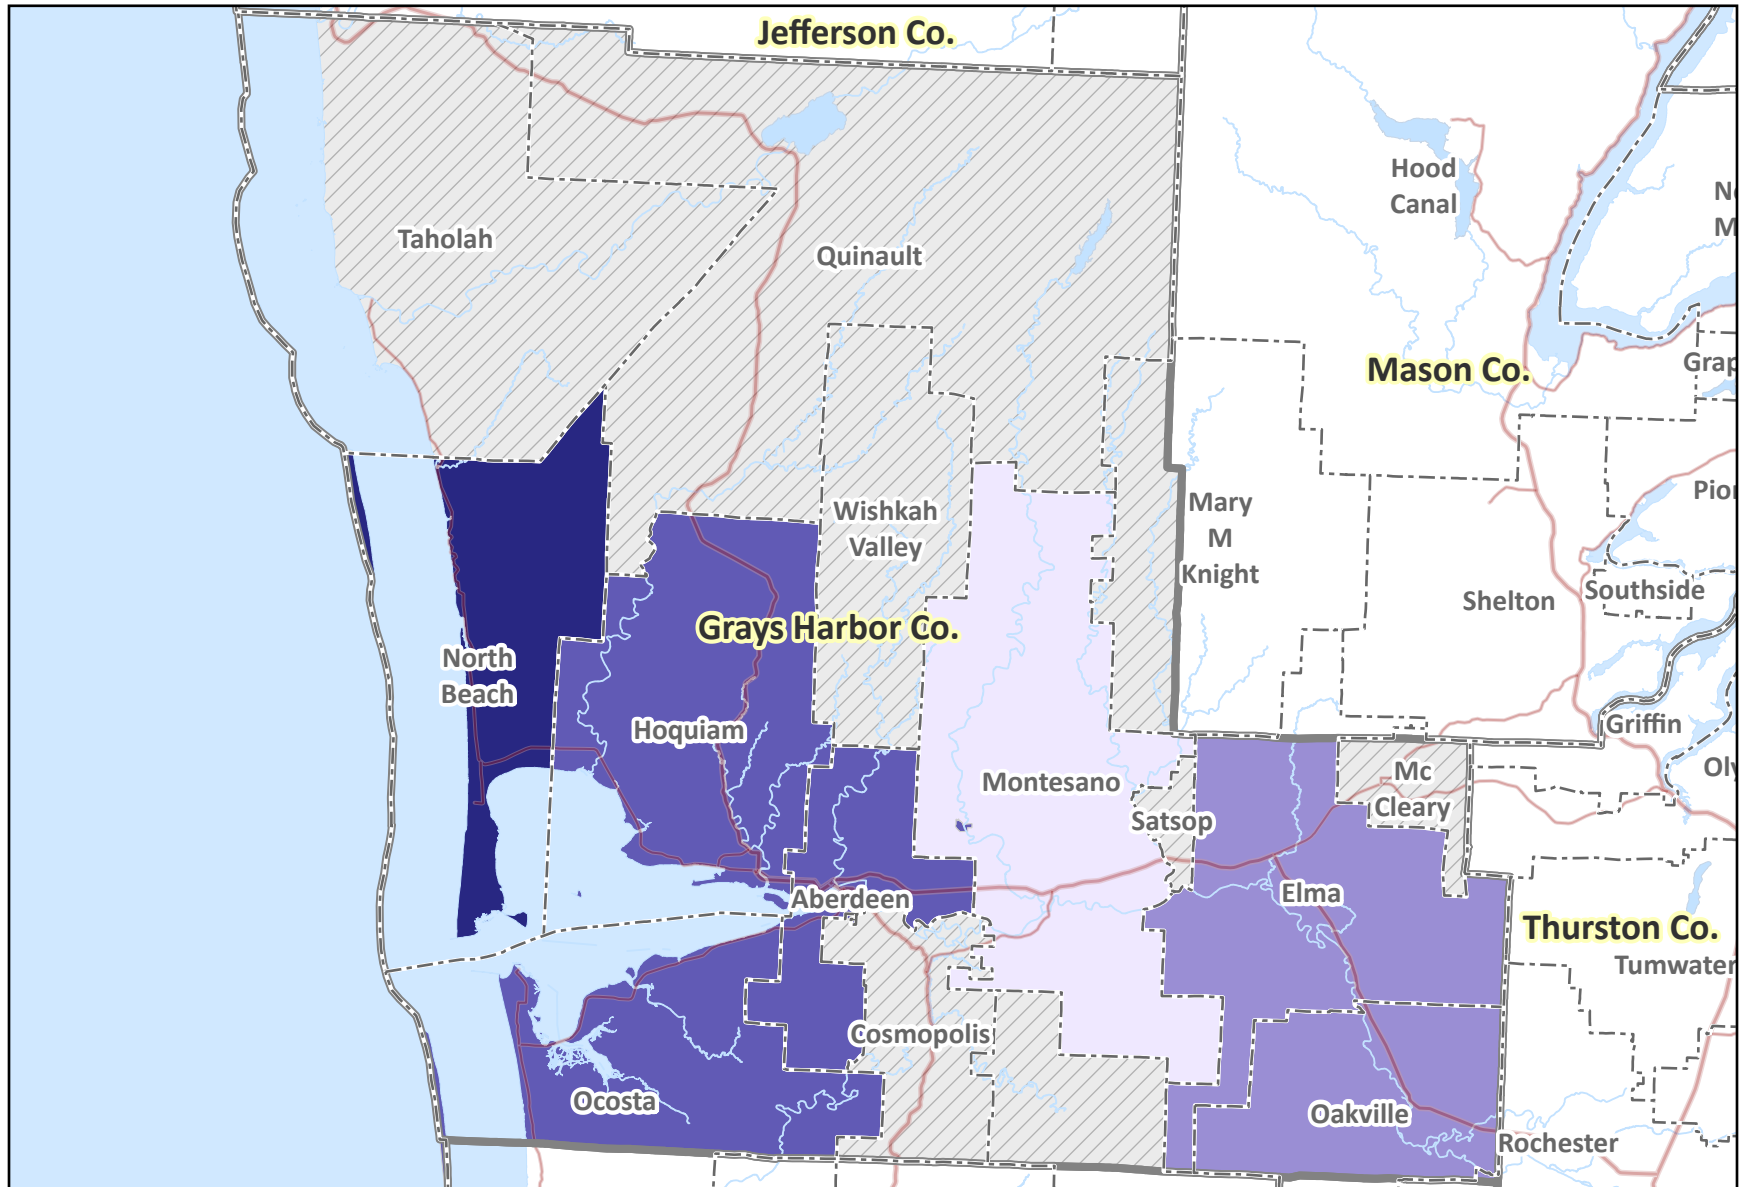 Jefferson Co.
Hood
Canal
Taholah
Quinault
Mason Co.
Wishkah
Valley
Mary
M
Knight
Shelton
Southside
Grays Harbor Co.
North
Beach
Hoquiam
Griffin
Montesano
Mc
Cleary
Satsop
Aberdeen
Elma
Thurston Co.
Tumwater
Cosmopolis
Ocosta
Oakville
Rochester